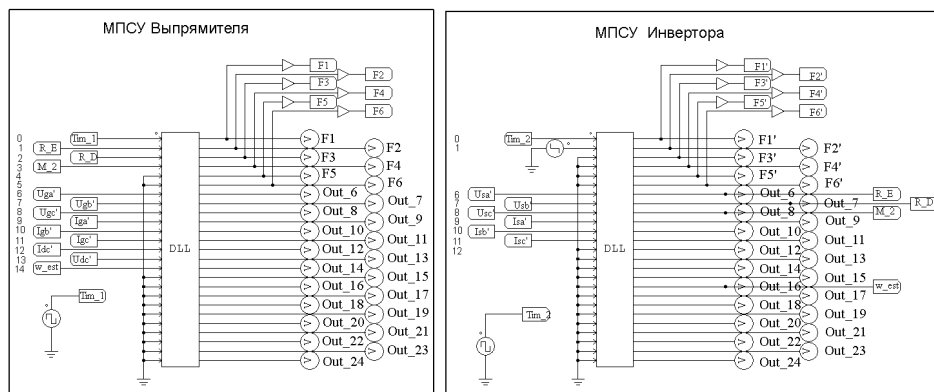 МПСУ Выпрямителя
F1
F2
F3
F4
F5
F6
0 Tim_1 F1
1 R_E F2
2 R_D F3
3 M_2 F4
4 F5
5 F6
6 Uga' Out_6
7 Ugb' Out_7
8 Ugc' Out_8
9 Iga' Out_9
10 Igb' Out_10
11 Igc' Out_11
12 Idc' DLL Out_12
13 Udc' Out_13
14 w_est Out_14
Out_15
Tim_1 Out_16
Out_17
Out_18
Out_19
Out_20
Out_21
Out_22
Out_23
Out_24
МПСУ Инвертора
F1'
F2'
F3'
F4'
F5'
F6'
0 Tim_2 F1'
1 F2'
F3'
F4'
F5'
F6'
6 Usa' Out_6 R_E
7 Usb' Out_7 R_D
8 Usc' Out_8 M_2
9 Isa' Out_9
10 Isb' Out_10
11 Isc' Out_11
12 DLL Out_12
Out_13
Out_14
Out_15
Out_16 w_est
Out_17
Tim_2 Out_18
Out_19
Out_20
Out_21
Out_22
Out_23
Out_24